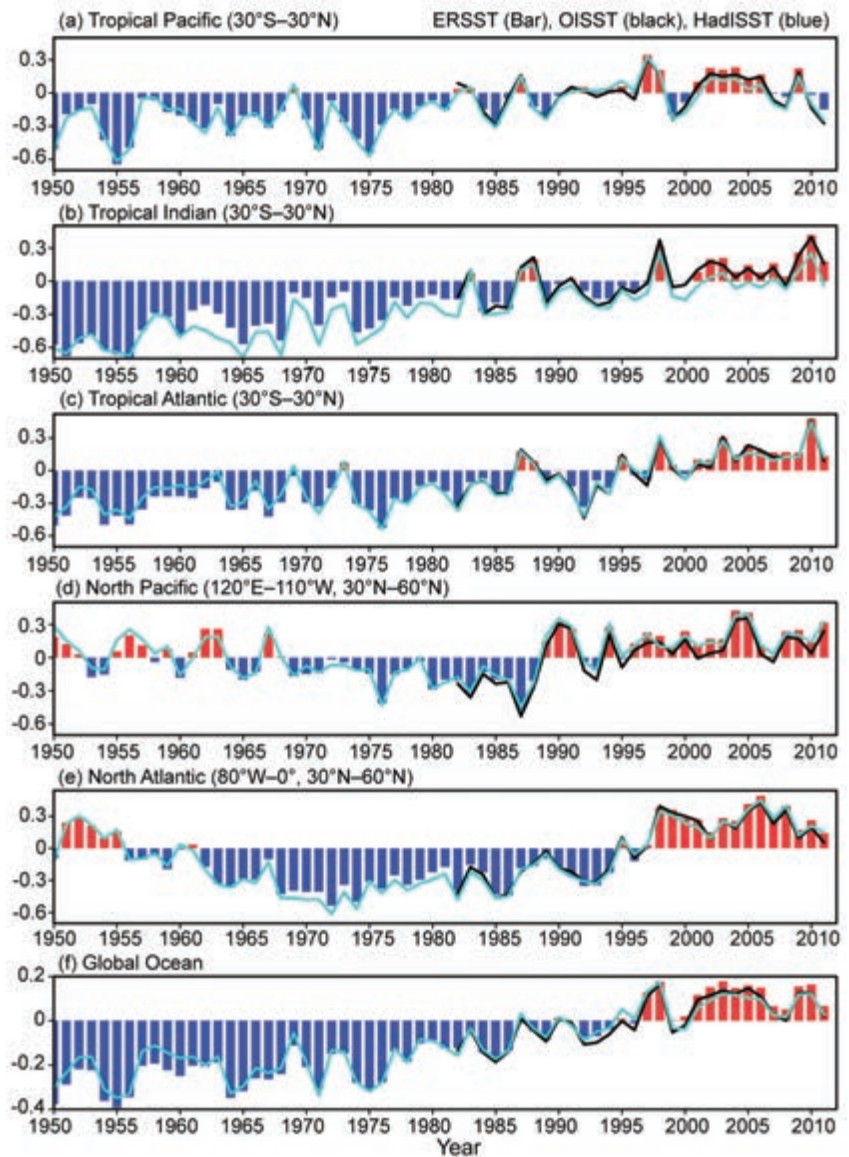 (a) Tropical Pacific (30°S–30°N) ERSST (Bar), OISST (black), HadISST (blue)
0.3
0
-0.3
-0.6
1950 1955 1960 1965 1970 1975 1980 1985 1990 1995 2000 2005 2010
(b) Tropical Indian (30°S–30°N)
0.3
0
-0.3
-0.6
1950 1955 1960 1965 1970 1975 1980 1985 1990 1995 2000 2005 2010
(c) Tropical Atlantic (30°S–30°N)
0.3
0
-0.3
-0.6
1950 1955 1960 1965 1970 1975 1980 1985 1990 1995 2000 2005 2010
(d) North Pacific (120°E–110°W, 30°N–60°N)
0.3
0
-0.3
-0.6
1950 1955 1960 1965 1970 1975 1980 1985 1990 1995 2000 2005 2010
(e) North Atlantic (80°W–0°, 30°N–60°N)
0.3
0
-0.3
-0.6
1950 1955 1960 1965 1970 1975 1980 1985 1990 1995 2000 2005 2010
(f) Global Ocean
0.2
0
-0.2
-0.4
1950 1955 1960 1965 1970 1975 1980 1985 1990 1995 2000 2005 2010
Year